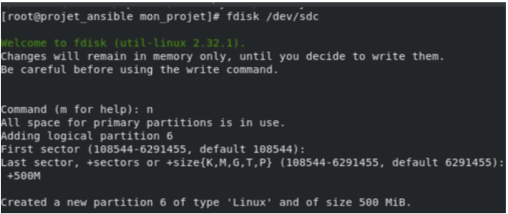 [root@projet_ansible mon_projet]# fdisk /dev/sdc
Welcome to fdisk (util-linux 2.32.1).
Changes will remain in memory only, until you decide to write them.
Be careful before using the write command.
Command (m for help): n
All space for primary partitions is in use.
Adding logical partition 6
First sector (108544-6291455, default 108544):
Last sector, +sectors or +size{K,M,G,T,P} (108544-6291455, default 6291455):
+500M
Created a new partition 6 of type 'Linux' and of size 500 MiB.